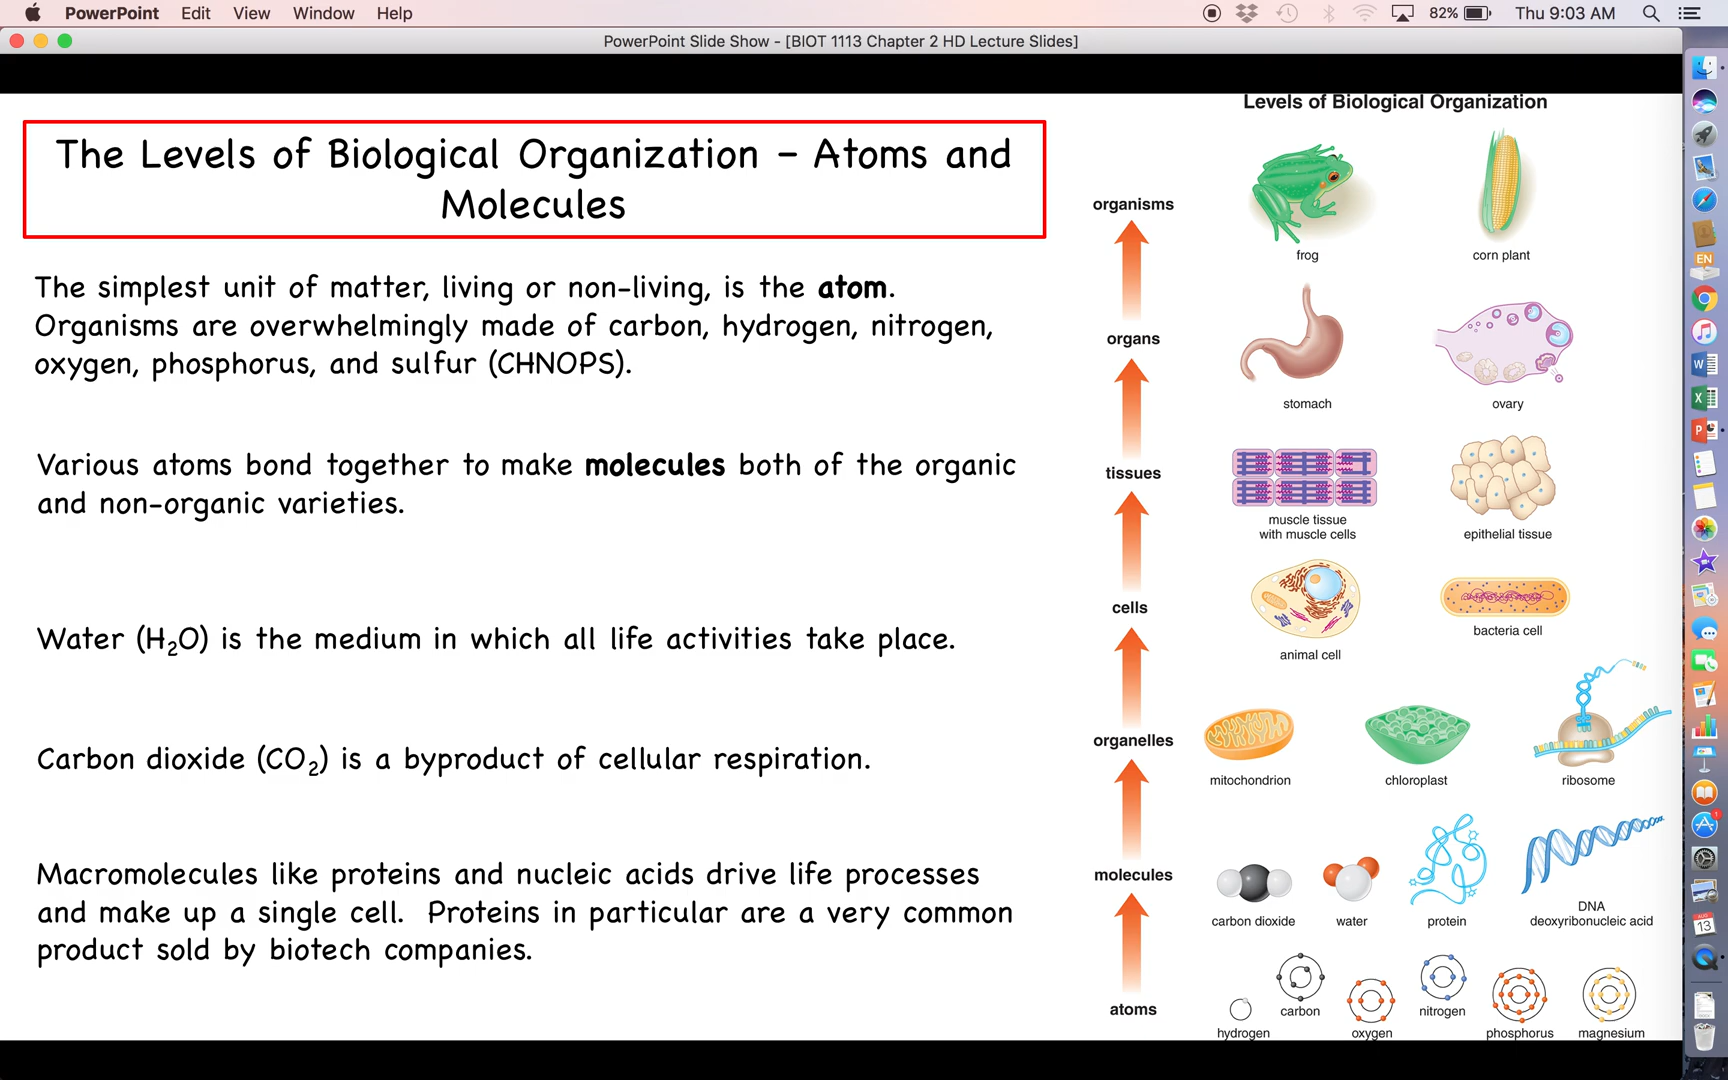 PowerPoint Edit View Window Help
82% Thu 9:03 AM
PowerPoint Slide Show - [BIOT 1113 Chapter 2 HD Lecture Slides]
The Levels of Biological Organization – Atoms and
Molecules
The simplest unit of matter, living or non-living, is the atom.
Organisms are overwhelmingly made of carbon, hydrogen, nitrogen,
oxygen, phosphorus, and sulfur (CHNOPS).
Various atoms bond together to make molecules both of the organic
and non-organic varieties.
Water (H₂O) is the medium in which all life activities take place.
Carbon dioxide (CO₂) is a byproduct of cellular respiration.
Macromolecules like proteins and nucleic acids drive life processes
and make up a single cell. Proteins in particular are a very common
product sold by biotech companies.
Levels of Biological Organization
organisms
frog
corn plant
organs
stomach
ovary
tissues
muscle tissue
with muscle cells
epithelial tissue
cells
animal cell
bacteria cell
organelles
mitochondrion
chloroplast
ribosome
molecules
carbon dioxide
water
protein
DNA
deoxyribonucleic acid
atoms
hydrogen
carbon
oxygen
nitrogen
phosphorus
magnesium
EN
W
X
P
1
13